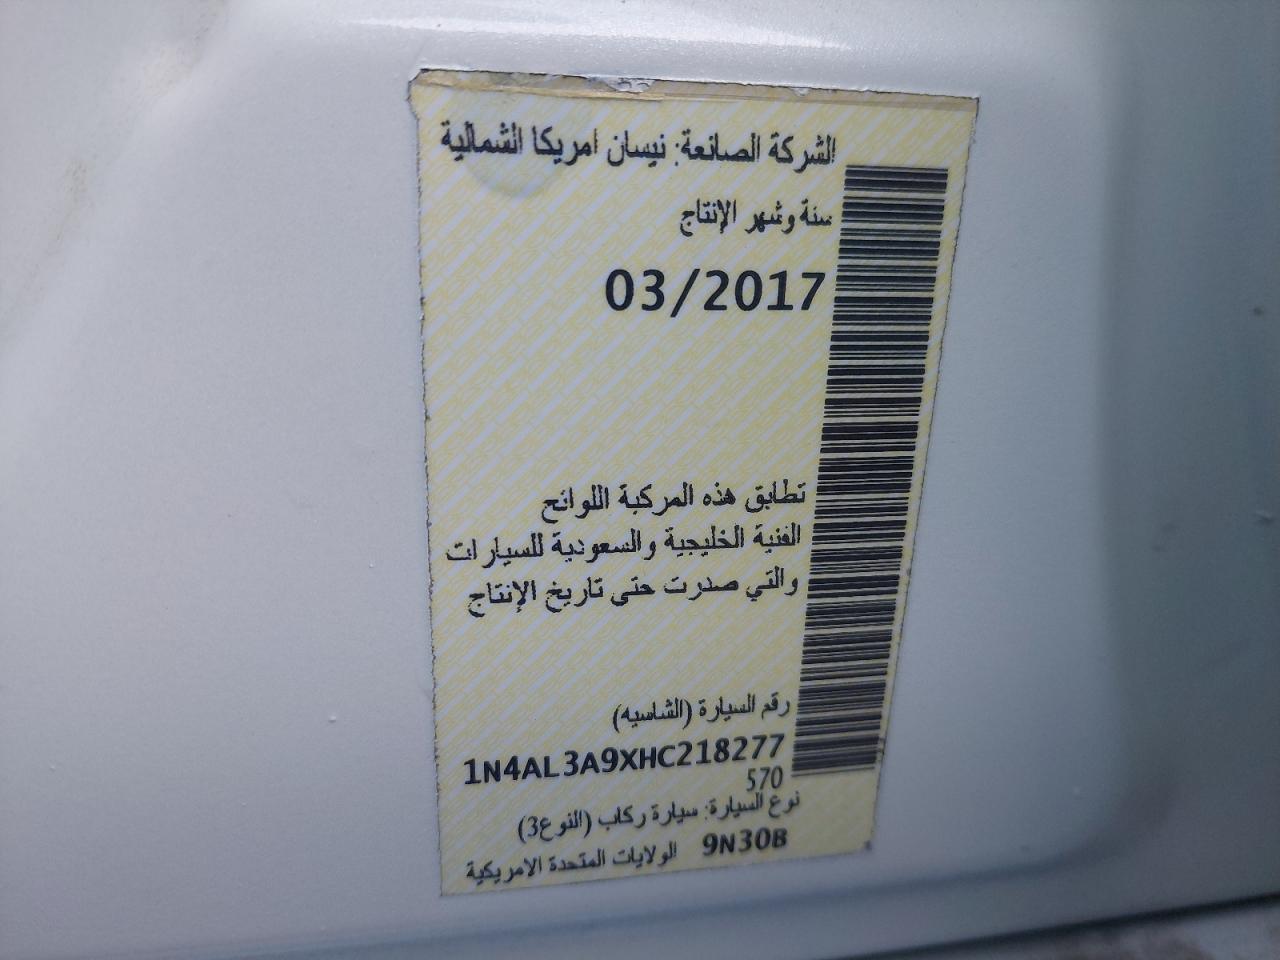 الشركة الصانعة: نيسان امريكا الشمالية
سنة وشهر الإنتاج
03/2017
تطابق هذه المركبة اللوائح
الفنية الخليجية والسعودية للسيارات
والتي صدرت حتى تاريخ الإنتاج
رقم السيارة (الشاسيه)
1N4AL3A9XHC218277
570
نوع السيارة: سيارة ركاب (النوع3)
9N30B الولايات المتحدة الامريكية